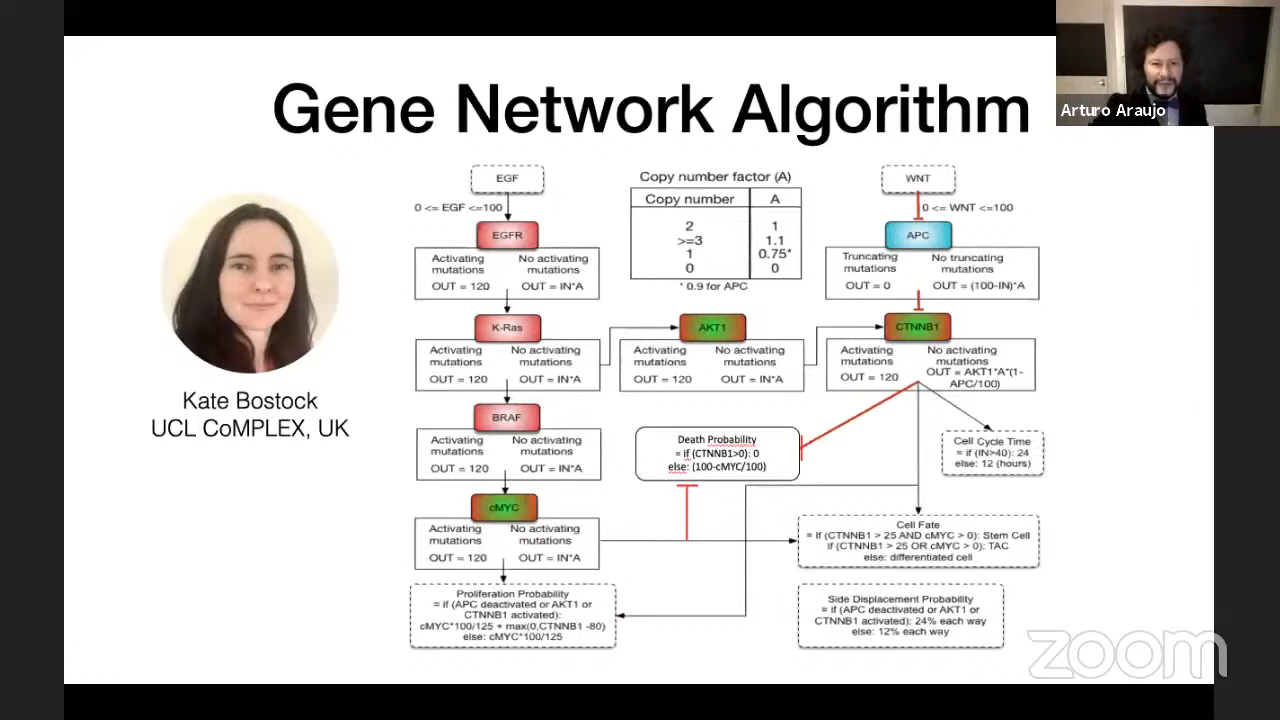 Arturo Araujo
Gene Network Algorithm
Kate Bostock
UCL CoMPLEX, UK
EGF
0 <= EGF <=100
EGFR
Activating
mutations
OUT = 120
No activating
mutations
OUT = IN*A
K-Ras
Activating
mutations
OUT = 120
No activating
mutations
OUT = IN*A
BRAF
Activating
mutations
OUT = 120
No activating
mutations
OUT = IN*A
cMYC
Activating
mutations
OUT = 120
No activating
mutations
OUT = IN*A
Proliferation Probability
= if (APC deactivated or AKT1 or
CTNNB1 activated):
cMYC*100/125 + max(0,CTNNB1 -80)
else: cMYC*100/125
Copy number factor (A)
Copy number A
2 1
>=3 1.1
1 0.75*
0 0
* 0.9 for APC
AKT1
Activating
mutations
OUT = 120
No activating
mutations
OUT = IN*A
Death Probability
= if (CTNNB1>0): 0
else: (100-cMYC/100)
WNT
0 <= WNT <=100
APC
Truncating
mutations
OUT = 0
No truncating
mutations
OUT = (100-IN)*A
CTNNB1
Activating
mutations
OUT = 120
No activating
mutations
OUT = AKT1*A*(1-
APC/100)
Cell Cycle Time
= if (IN>40): 24
else: 12 (hours)
Cell Fate
= if (CTNNB1 > 25 AND cMYC > 0): Stem Cell
if (CTNNB1 > 25 OR cMYC > 0): TAC
else: differentiated cell
Side Displacement Probability
= if (APC deactivated or AKT1 or
CTNNB1 activated): 24% each way
else: 12% each way
zoom